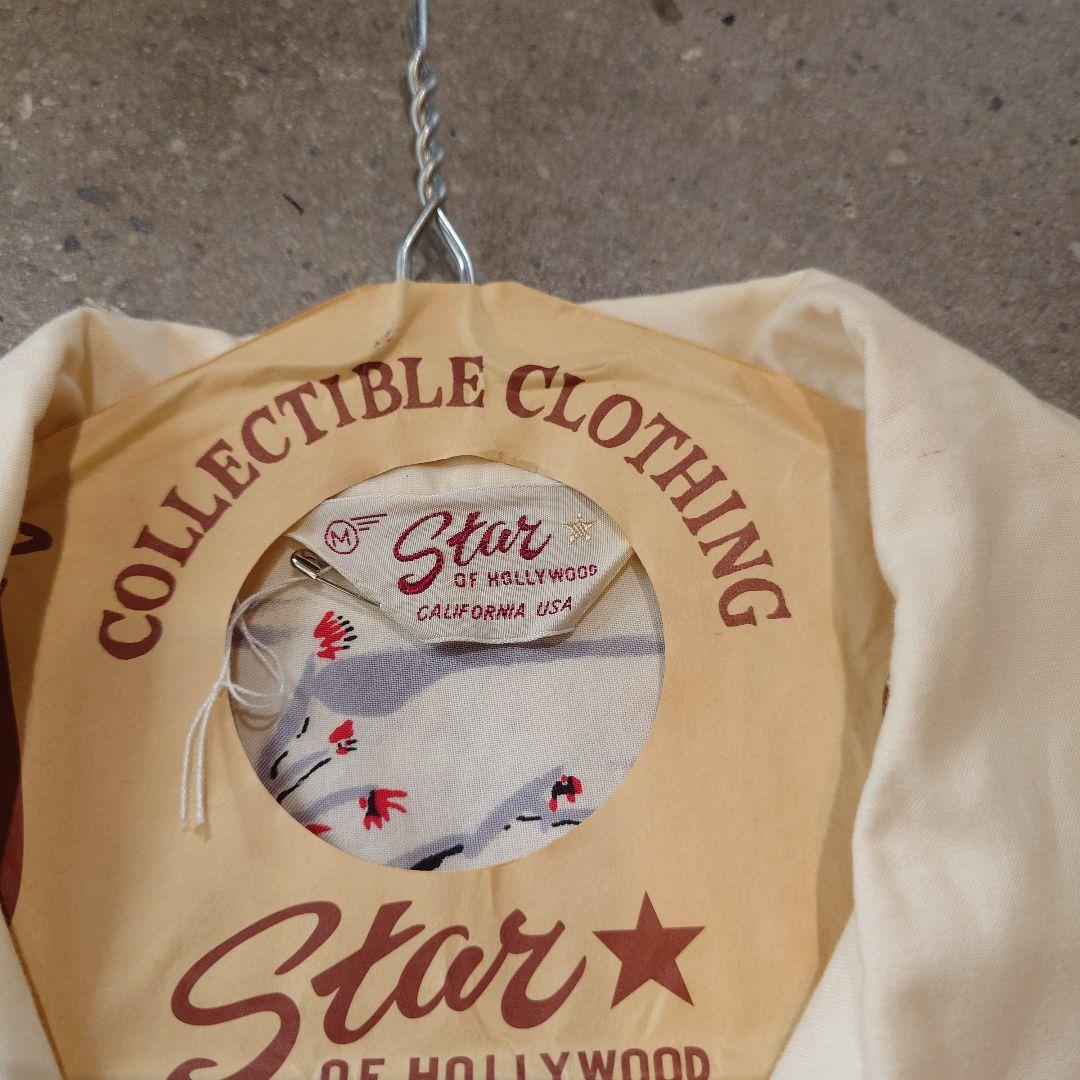 COLLECTIBLE CLOTHING
M
Star
OF HOLLYWOOD
CALIFORNIA USA
Star
OF HOLLYWOOD